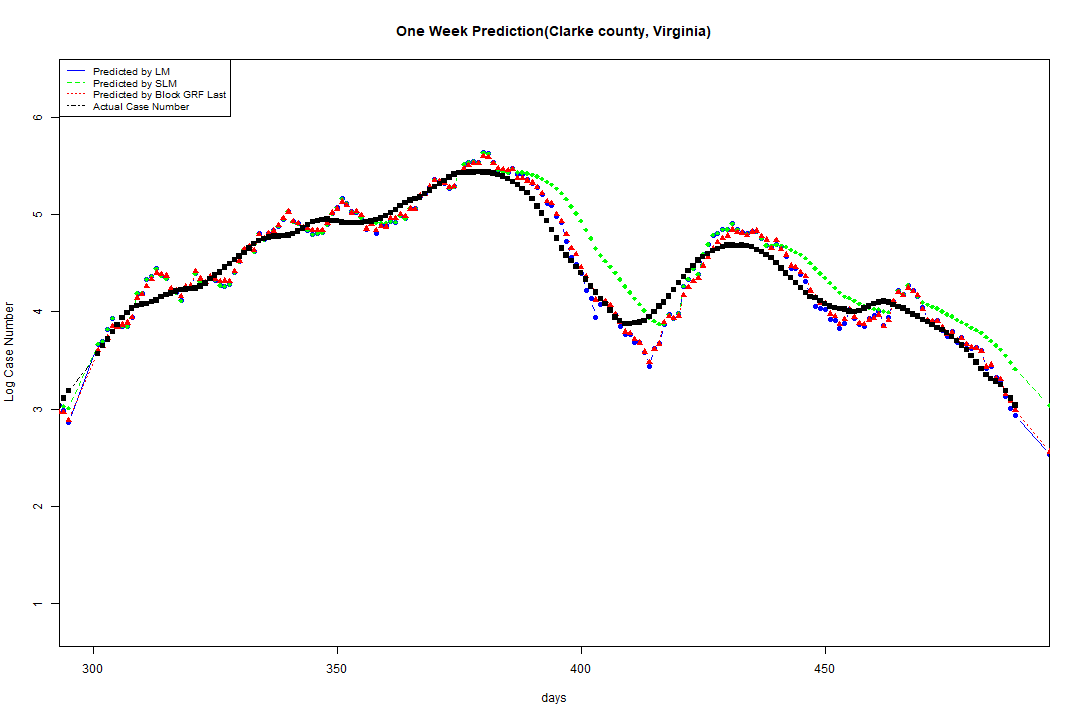 One Week Prediction(Clarke county, Virginia)
Predicted by LM
Predicted by SLM
Predicted by Block GRF Last
Actual Case Number
6
5
4
3
2
1
Log Case Number
300
350
400
450
days